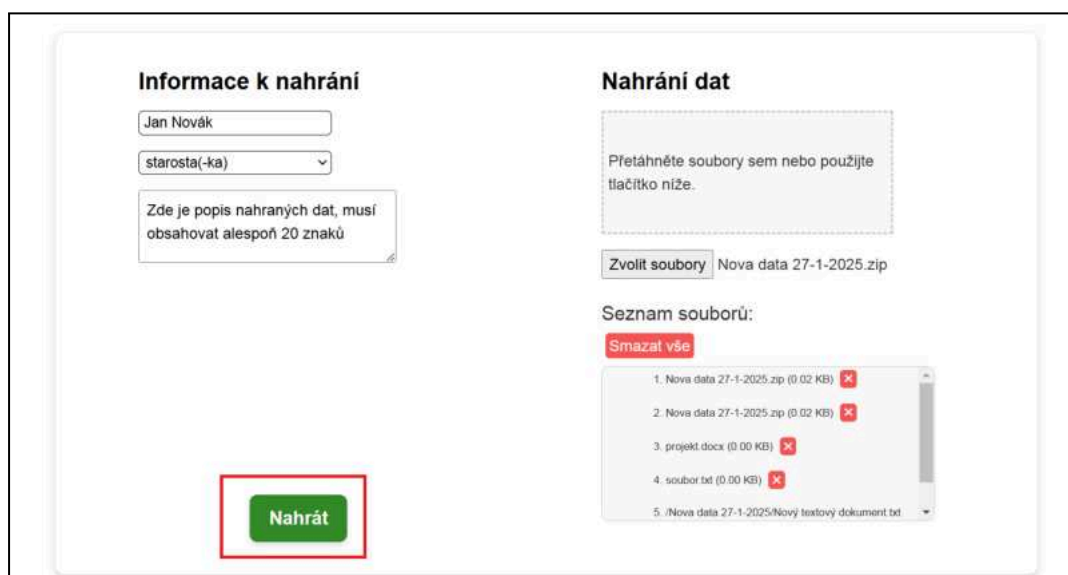 Informace k nahrání
Jan Novák
starosta(-ka)
Zde je popis nahraných dat, musí
obsahovat alespoň 20 znaků
Nahrát
Nahrání dat
Přetáhněte soubory sem nebo použijte
tlačítko níže.
Zvolit soubory Nova data 27-1-2025.zip
Seznam souborů:
Smazat vše
1. Nova data 27-1-2025.zip (0.02 KB)
2. Nova data 27-1-2025.zip (0.02 KB)
3. projekt.docx (0.00 KB)
4. soubor.txt (0.00 KB)
5. /Nova data 27-1-2025/Nový textový dokument.txt